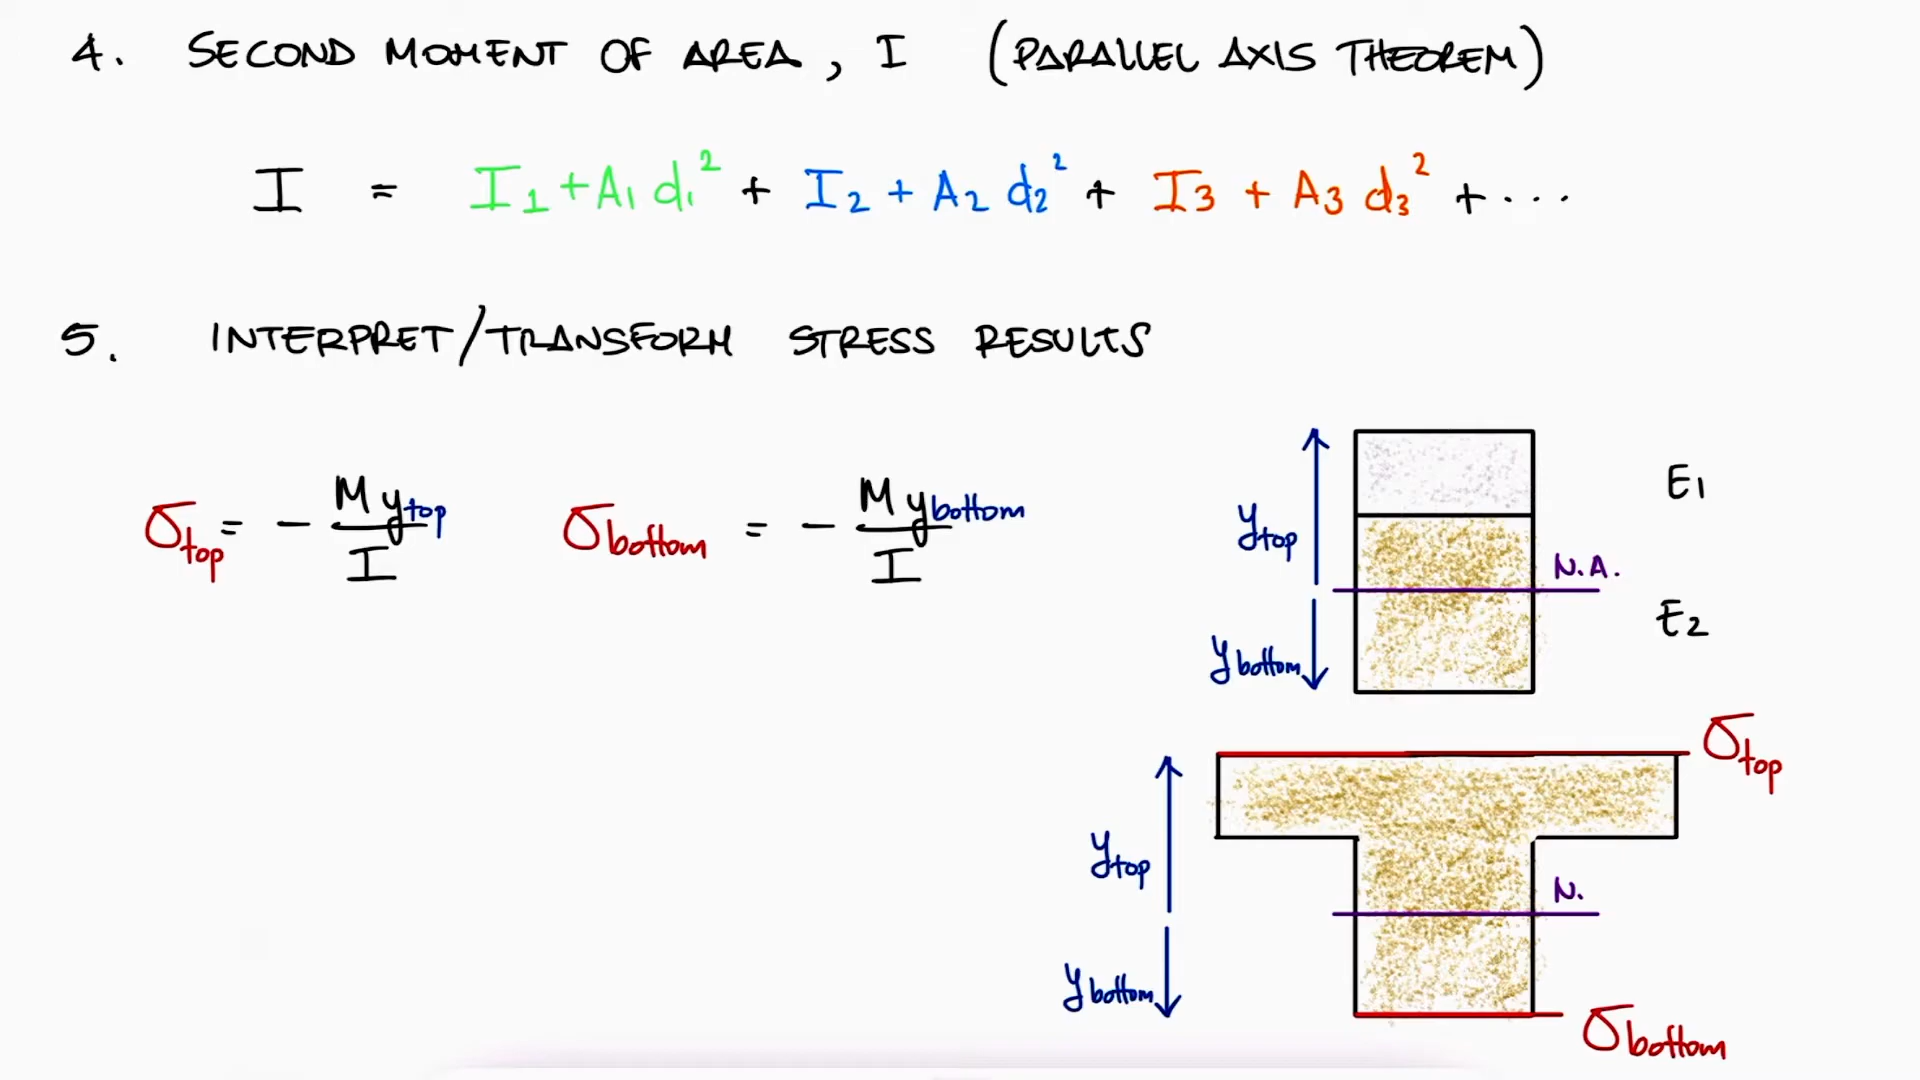 4. SECOND MOMENT OF AREA, I (PARALLEL AXIS THEOREM)
I = I₁ + A₁ d₁² + I₂ + A₂ d₂² + I₃ + A₃ d₃² + ...
5. INTERPRET/TRANSFORM STRESS RESULTS
σtop = - M ytop / I
σbottom = - M ybottom / I
ytop
ybottom
E₁
N.A.
E₂
σtop
ytop
N.
ybottom
σbottom